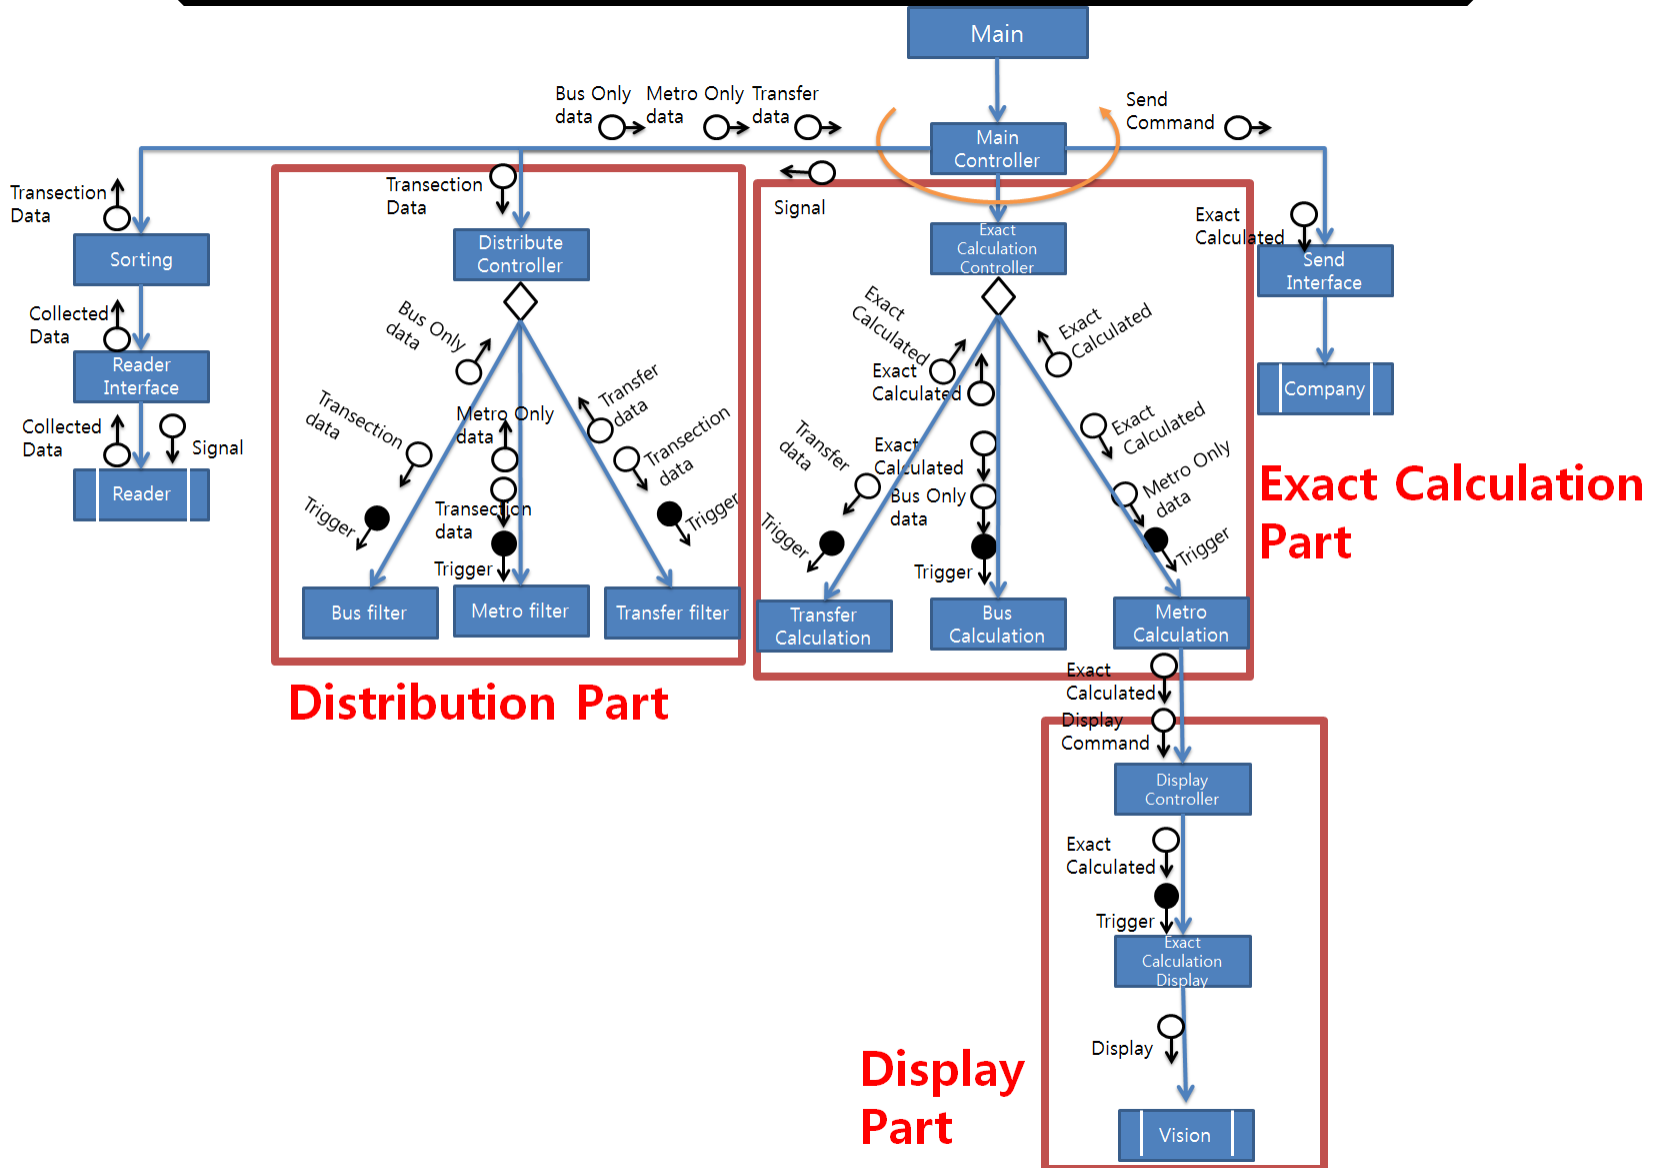 Main
Bus Only
data
Metro Only
data
Transfer
data
Send
Command
Main
Controller
Transection
Data
Transection
Data
Signal
Exact
Calculated
Sorting
Distribute
Controller
Exact
Calculation
Controller
Send
Interface
Collected
Data
Bus Only
data
Exact
Calculated
Exact
Calculated
Reader
Interface
Exact
Calculated
Company
Transfer
data
Transection
data
Metro Only
data
Transection
data
Exact
Calculated
Collected
Data
Signal
Transfer
data
Exact
Calculated
Metro Only
data
Reader
Bus Only
data
Exact Calculation
Part
Trigger
Transection
data
Trigger
Trigger
Trigger
Trigger
Trigger
Bus filter
Metro filter
Transfer filter
Transfer
Calculation
Bus
Calculation
Metro
Calculation
Distribution Part
Exact
Calculated
Display
Command
Display
Controller
Exact
Calculated
Trigger
Exact
Calculation
Display
Display
Display
Part
Vision